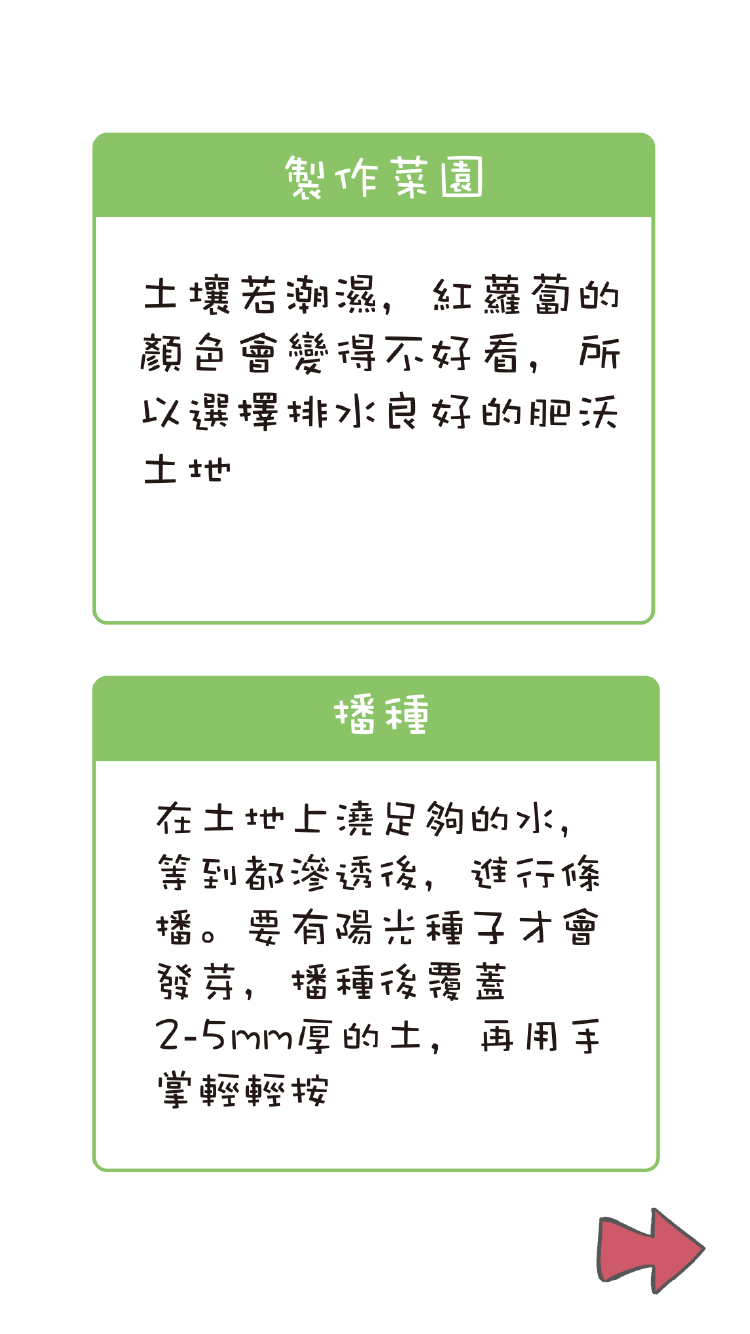 製作菜園
土壤若潮濕，紅蘿蔔的
顏色會變得不好看，所
以選擇排水良好的肥沃
土地
播種
在土地上澆足夠的水，
等到都滲透後，進行條
播。要有陽光種子才會
發芽，播種後覆蓋
2-5mm厚的土，再用手
掌輕輕按